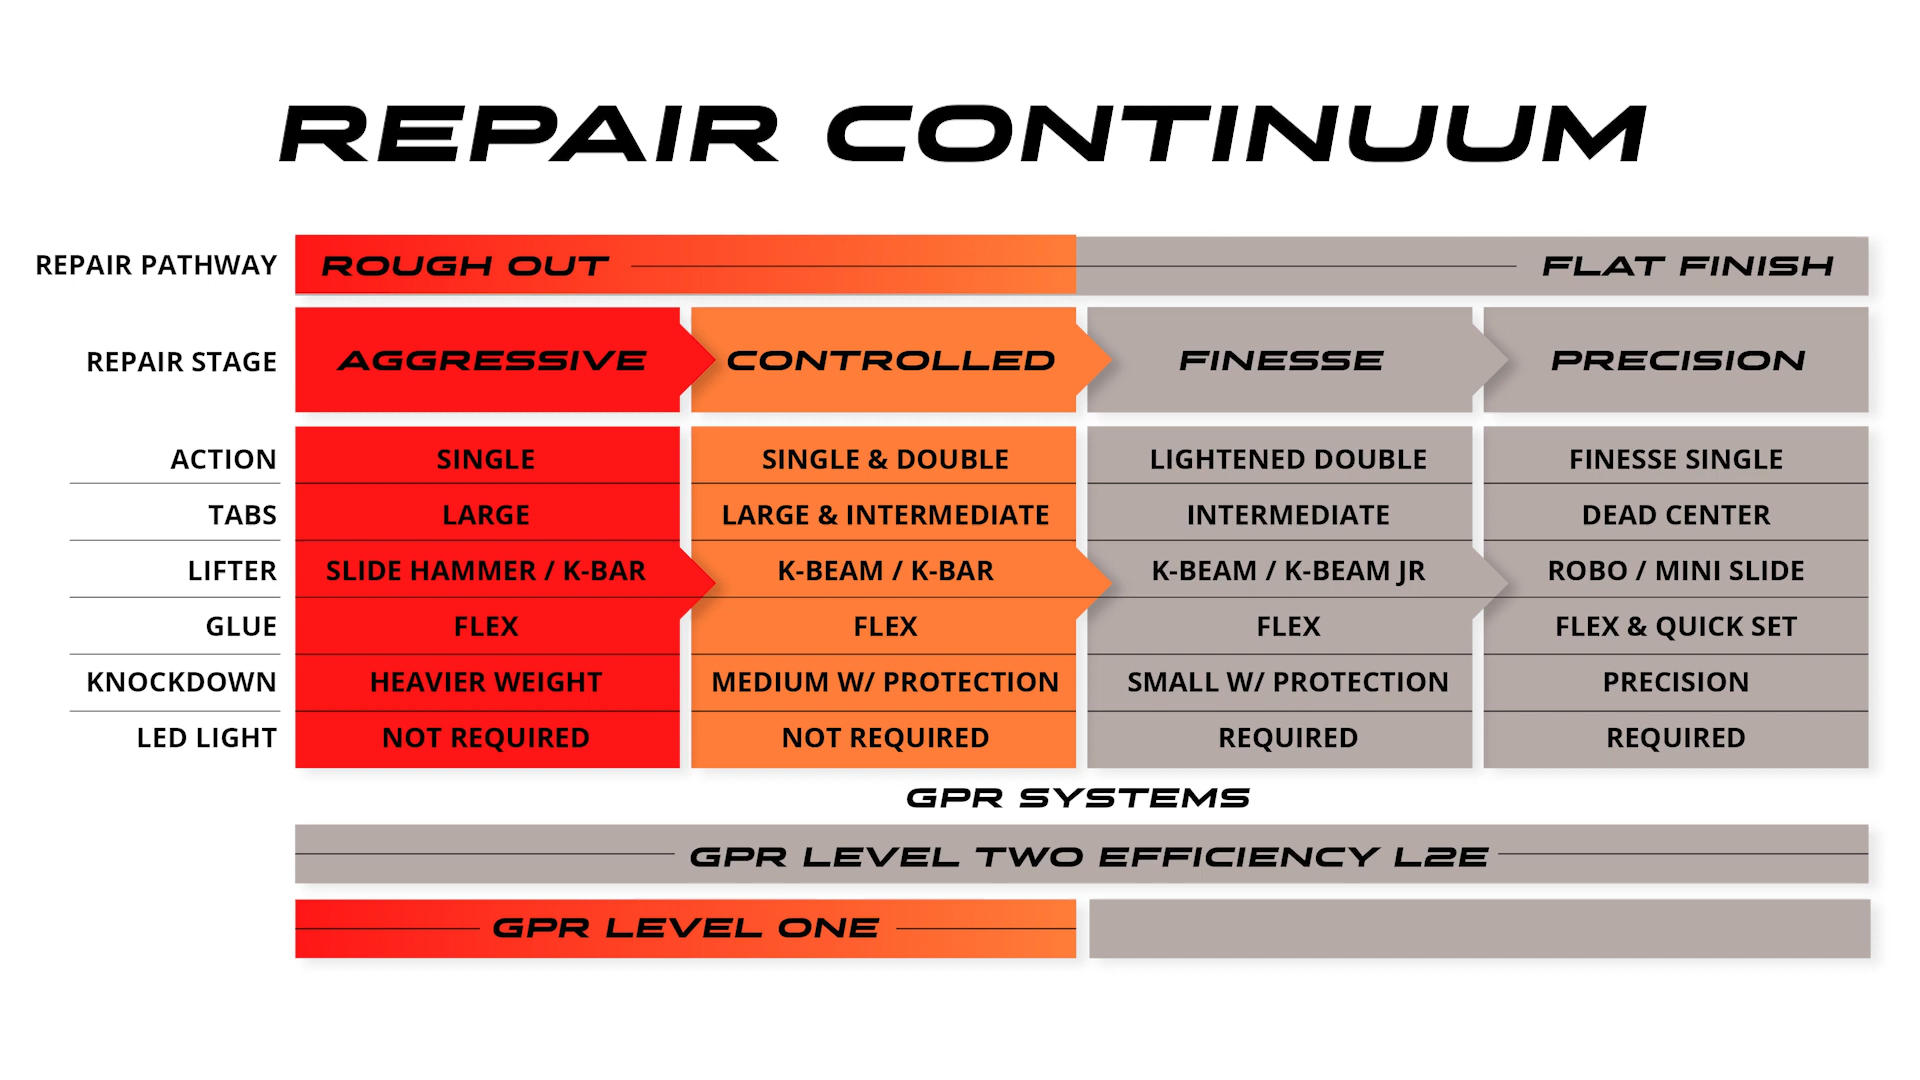 REPAIR CONTINUUM
REPAIR PATHWAY ROUGH OUT FLAT FINISH
REPAIR STAGE AGGRESSIVE CONTROLLED FINESSE PRECISION
ACTION SINGLE SINGLE & DOUBLE LIGHTENED DOUBLE FINESSE SINGLE
TABS LARGE LARGE & INTERMEDIATE INTERMEDIATE DEAD CENTER
LIFTER SLIDE HAMMER / K-BAR K-BEAM / K-BAR K-BEAM / K-BEAM JR ROBO / MINI SLIDE
GLUE FLEX FLEX FLEX FLEX & QUICK SET
KNOCKDOWN HEAVIER WEIGHT MEDIUM W/ PROTECTION SMALL W/ PROTECTION PRECISION
LED LIGHT NOT REQUIRED NOT REQUIRED REQUIRED REQUIRED
GPR SYSTEMS
GPR LEVEL TWO EFFICIENCY L2E
GPR LEVEL ONE